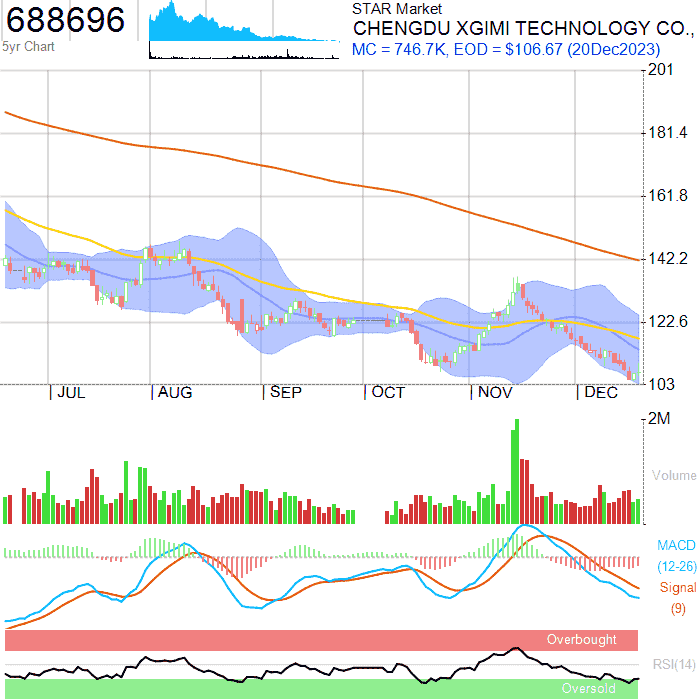 688696
5yr Chart
STAR Market
CHENGDU XGIMI TECHNOLOGY CO.,
MC = 746.7K, EOD = $106.67 (20Dec2023)
201
181.4
161.8
142.2
122.6
103
JUL AUG SEP OCT NOV DEC
2M
Volume
MACD
(12-26)
Signal
(9)
Overbought
RSI(14)
Oversold